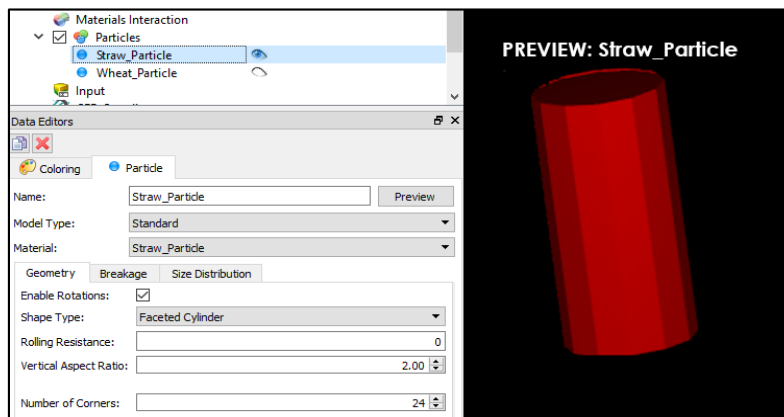 Materials Interaction
Particles
Straw_Particle
Wheat_Particle
Input
Data Editors
Coloring
Particle
Name:
Straw_Particle
Preview
Model Type:
Standard
Material:
Straw_Particle
Geometry
Breakage
Size Distribution
Enable Rotations:
Shape Type:
Faceted Cylinder
Rolling Resistance:
0
Vertical Aspect Ratio:
2.00
Number of Corners:
24
PREVIEW: Straw_Particle